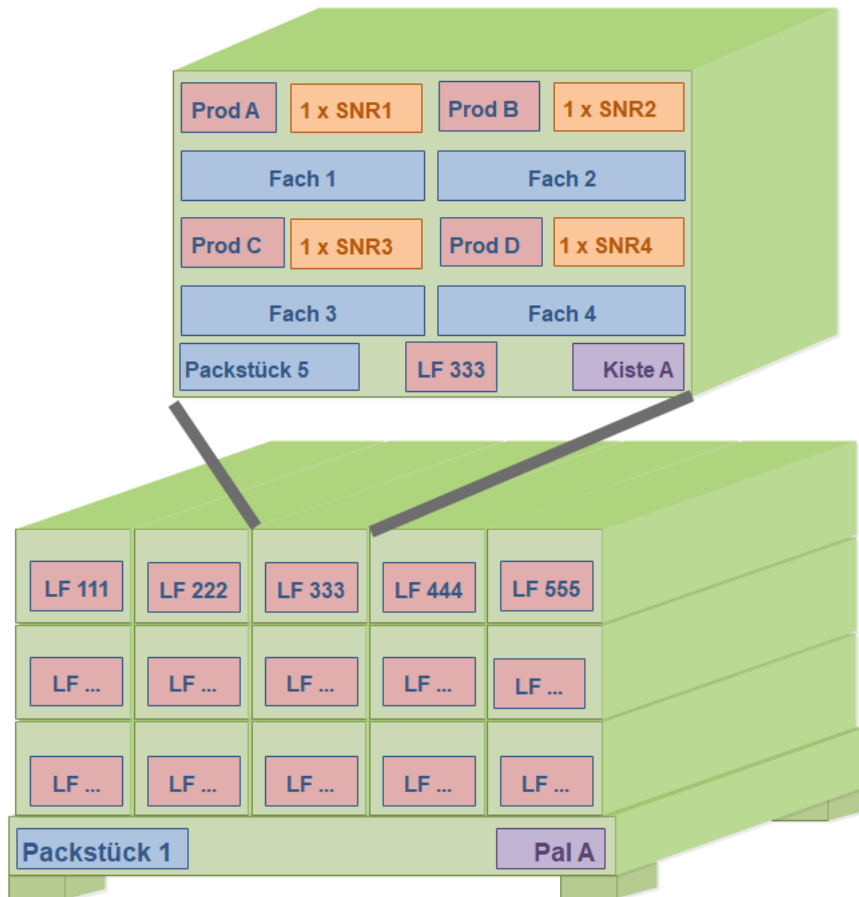 Prod A 1 x SNR1 Prod B 1 x SNR2
Fach 1 Fach 2
Prod C 1 x SNR3 Prod D 1 x SNR4
Fach 3 Fach 4
Packstück 5 LF 333 Kiste A
LF 111 LF 222 LF 333 LF 444 LF 555
LF ... LF ... LF ... LF ... LF ...
LF ... LF ... LF ... LF ... LF ...
Packstück 1 Pal A